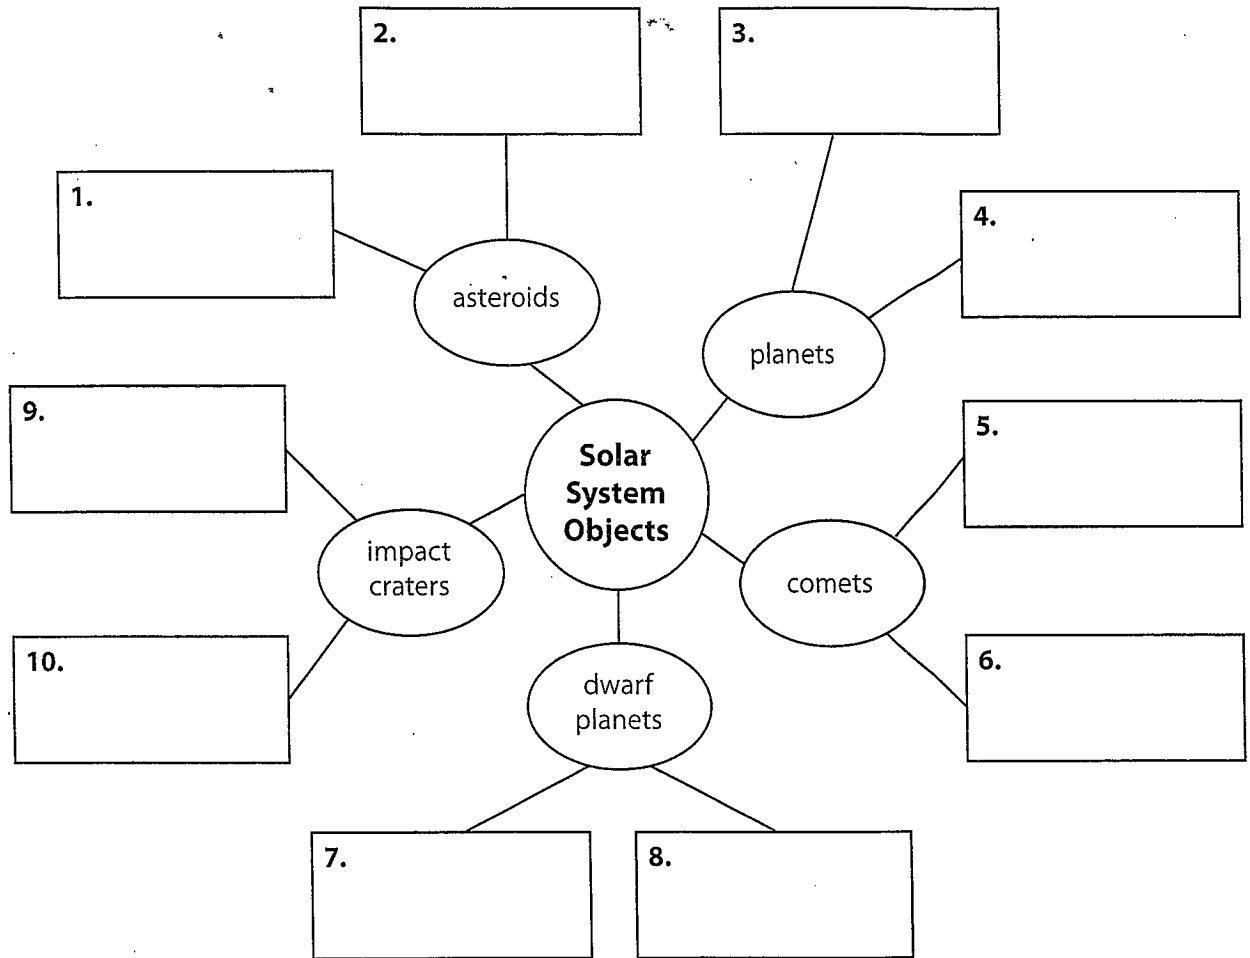 2.
3.
1.
4.
asteroids
planets
9.
5.
Solar
System
Objects
impact
craters
comets
10.
6.
dwarf
planets
7.
8.